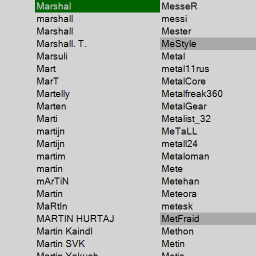 Marshal MesseR
marshall messi
Marshall Mester
Marshall. T. MeStyle
Marsuli Metal
Mart metal11rus
MarT MetalCore
Martelly Metalfreak360
Marten MetalGear
Marti Metalist_32
martijn MeTaLL
Martijn metall24
martim Metaloman
martin Mete
mArTiN Metehan
Martin Meteora
MaRtIn metesk
MARTIN HURTAJ MetFraid
Martin Kaindl Methon
Martin SVK Metin
Martin Metis